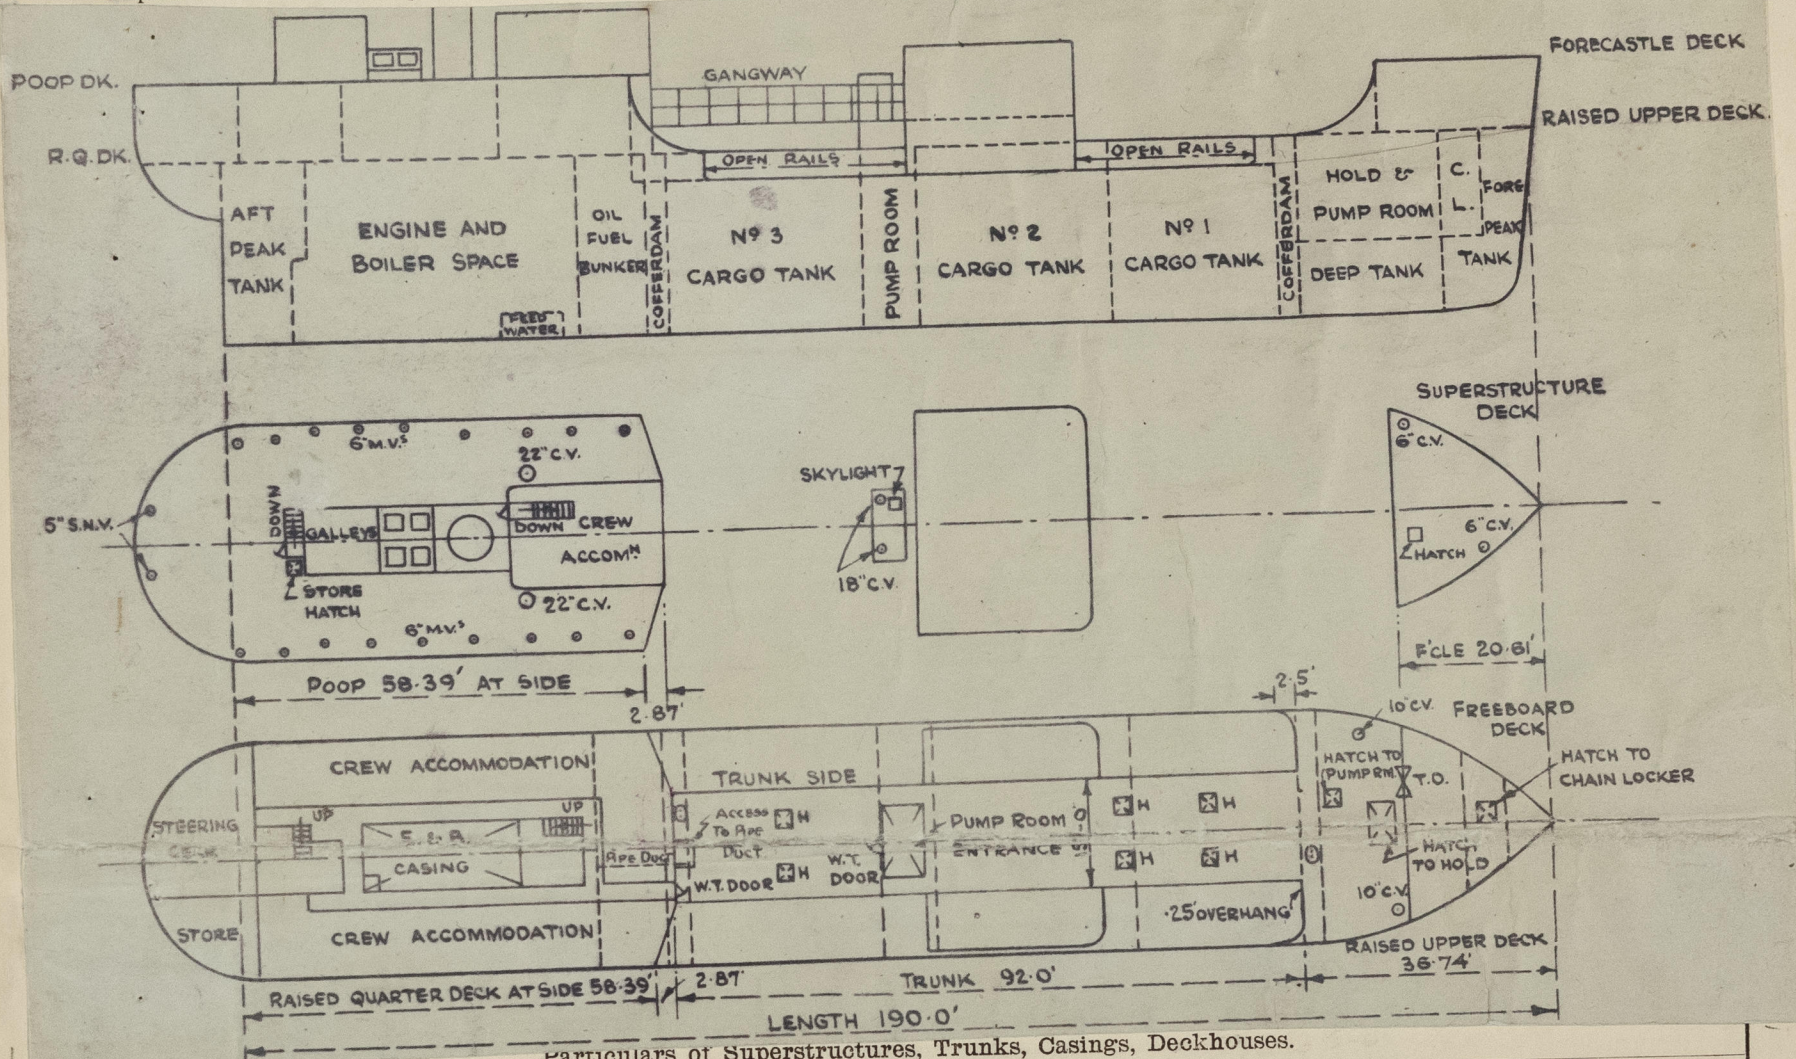 FORECASTLE DECK
POOP DK.
GANGWAY
RAISED UPPER DECK.
R.Q.DK.
OPEN RAILS
OPEN RAILS
AFT
PEAK
TANK
ENGINE AND
BOILER SPACE
OIL
FUEL
BUNKER
COFFERDAM
Nº 3
CARGO TANK
PUMP ROOM
Nº 2
CARGO TANK
Nº 1
CARGO TANK
COFFERDAM
HOLD &
PUMP ROOM
DEEP TANK
C.
L.
FORE
PEAK
TANK
FEED
WATER
SUPERSTRUCTURE
DECK
6" M.V.S
22" C.V.
5" S.N.V.
DOWN
GALLEYS
STORE
HATCH
DOWN
CREW
ACCOMN
22" C.V.
6" M.V.S
SKYLIGHT
18" C.V.
6" C.V.
6" C.V.
HATCH
F'CLE 20.61'
POOP 58.39' AT SIDE
2.87'
2.5'
10" C.V.
FREEBOARD
DECK
CREW ACCOMMODATION
TRUNK SIDE
HATCH TO
PUMP RM
T.O.
HATCH TO
CHAIN LOCKER
STEERING
UP
UP
CASING
PIPE DUCT
ACCESS
TO PIPE
DUCT
H
H
W.T. DOOR
W.T.
DOOR
PUMP ROOM
ENTRANCE
H
H
H
H
HATCH
TO HOLD
10" C.V.
.25' OVERHANG
STORE
CREW ACCOMMODATION
RAISED UPPER DECK
36.74'
RAISED QUARTER DECK AT SIDE 58.39'
2.87'
TRUNK 92.0'
LENGTH 190.0'
Particulars of Superstructures, Trunks, Casings, Deckhouses.